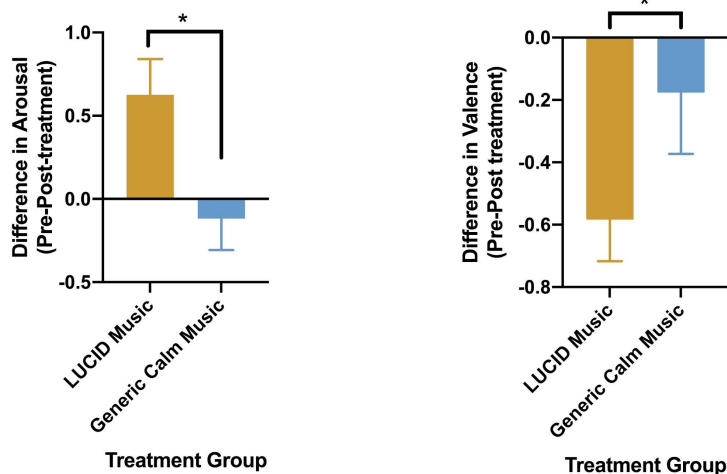 *
Difference in Arousal
(Pre-Post-treatment)
1.0
0.5
0.0
-0.5
LUCID Music
Generic Calm Music
Treatment Group
*
Difference in Valence
(Pre-Post treatment)
0.0
-0.2
-0.4
-0.6
-0.8
LUCID Music
Generic Calm Music
Treatment Group